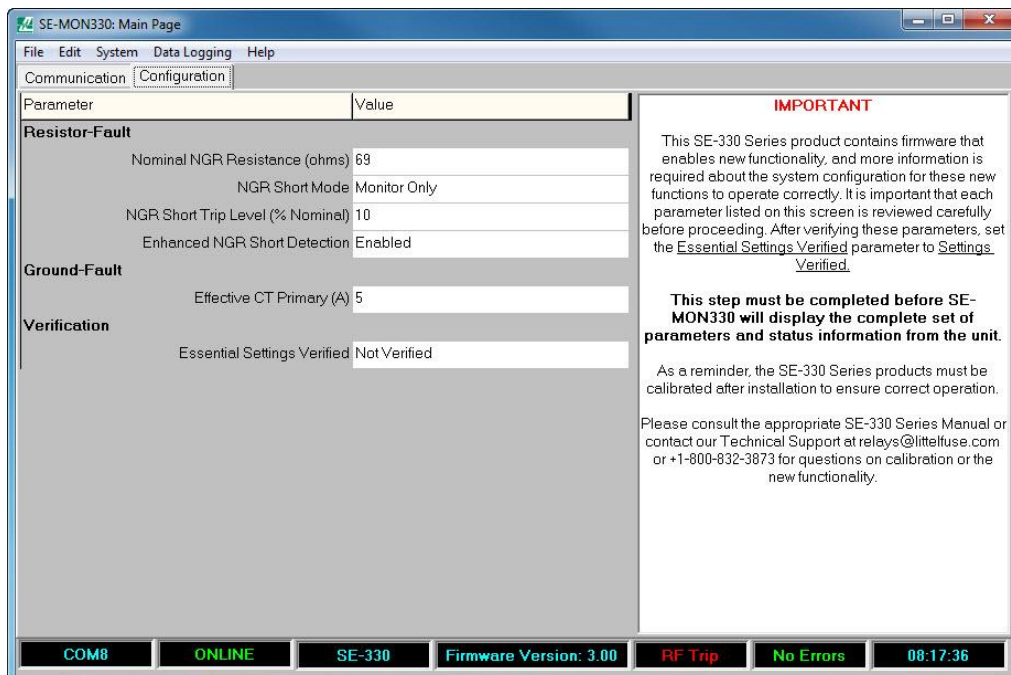 SE-MON330: Main Page
File Edit System Data Logging Help
Communication Configuration
Parameter Value
Resistor-Fault
Nominal NGR Resistance (ohms) 69
NGR Short Mode Monitor Only
NGR Short Trip Level (% Nominal) 10
Enhanced NGR Short Detection Enabled
Ground-Fault
Effective CT Primary (A) 5
Verification
Essential Settings Verified Not Verified
IMPORTANT
This SE-330 Series product contains firmware that
enables new functionality, and more information is
required about the system configuration for these new
functions to operate correctly. It is important that each
parameter listed on this screen is reviewed carefully
before proceeding. After verifying these parameters, set
the Essential Settings Verified parameter to Settings
Verified.
This step must be completed before SE-
MON330 will display the complete set of
parameters and status information from the unit.
As a reminder, the SE-330 Series products must be
calibrated after installation to ensure correct operation.
Please consult the appropriate SE-330 Series Manual or
contact our Technical Support at relays@littelfuse.com
or +1-800-832-3873 for questions on calibration or the
new functionality.
COM8 ONLINE SE-330 Firmware Version: 3.00 RF Trip No Errors 08:17:36